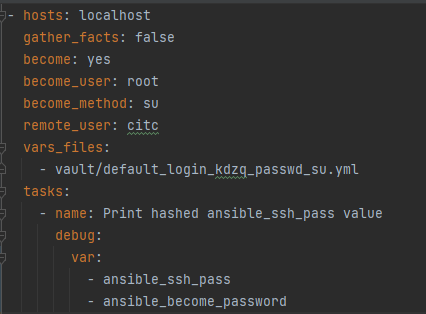 - hosts: localhost
  gather_facts: false
  become: yes
  become_user: root
  become_method: su
  remote_user: citc
  vars_files:
    - vault/default_login_kdzq_passwd_su.yml
  tasks:
    - name: Print hashed ansible_ssh_pass value
      debug:
        var:
          - ansible_ssh_pass
          - ansible_become_password